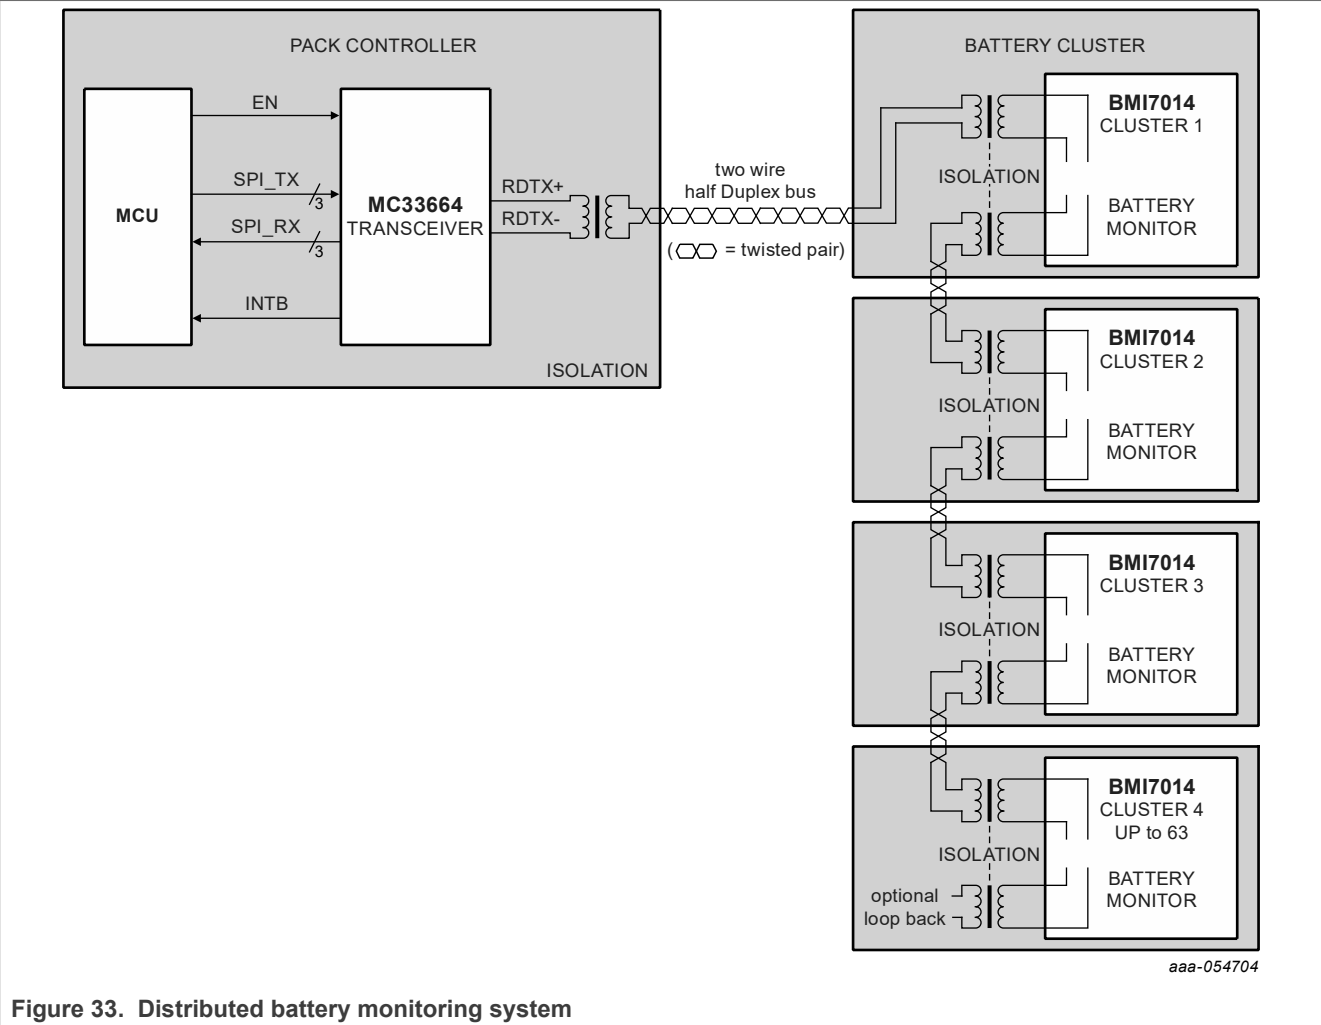 PACK CONTROLLER
MCU
EN
SPI_TX
3
SPI_RX
3
INTB
MC33664
TRANSCEIVER
RDTX+
RDTX-
ISOLATION
two wire
half Duplex bus
( = twisted pair)
BATTERY CLUSTER
BMI7014
CLUSTER 1
ISOLATION
BATTERY
MONITOR
BMI7014
CLUSTER 2
ISOLATION
BATTERY
MONITOR
BMI7014
CLUSTER 3
ISOLATION
BATTERY
MONITOR
BMI7014
CLUSTER 4
UP to 63
ISOLATION
BATTERY
MONITOR
optional
loop back
aaa-054704
Figure 33. Distributed battery monitoring system